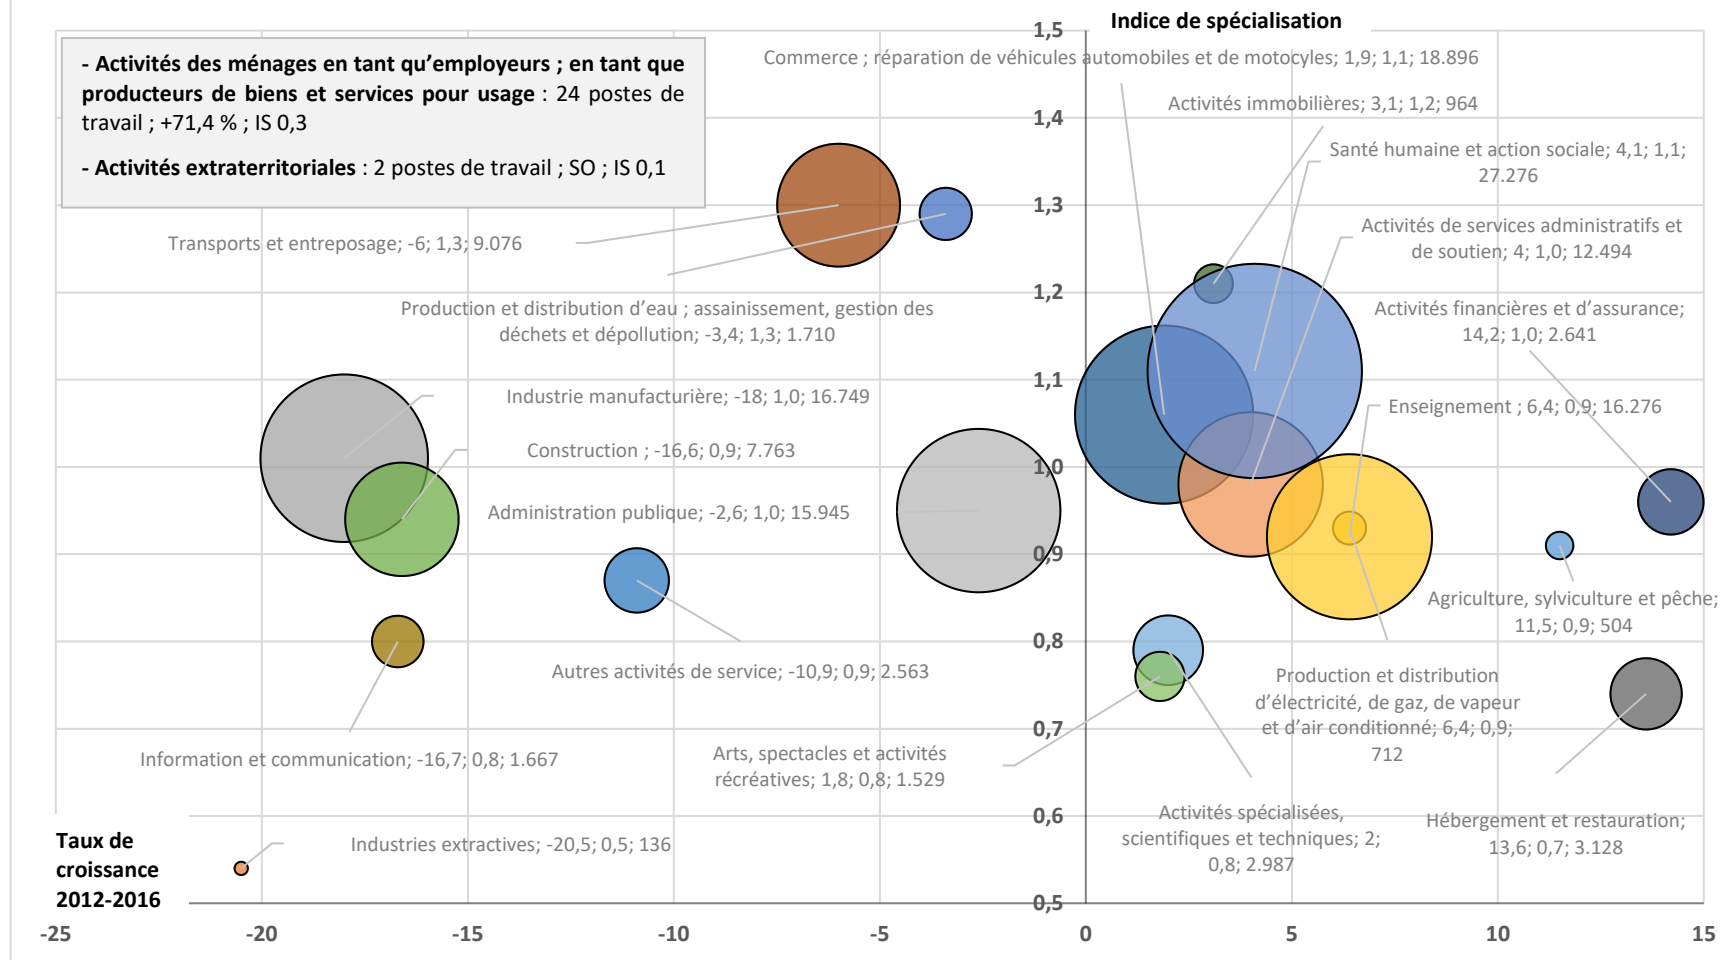 Indice de spécialisation
1,5
- Activités des ménages en tant qu’employeurs ; en tant que
producteurs de biens et services pour usage : 24 postes de
travail ; +71,4 % ; IS 0,3
- Activités extraterritoriales : 2 postes de travail ; SO ; IS 0,1
Commerce ; réparation de véhicules automobiles et de motocyles; 1,9; 1,1; 18.896
Activités immobilières; 3,1; 1,2; 964
1,4
Santé humaine et action sociale; 4,1; 1,1;
27.276
1,3
Activités de services administratifs et
de soutien; 4; 1,0; 12.494
Transports et entreposage; -6; 1,3; 9.076
1,2
Production et distribution d’eau ; assainissement, gestion des
déchets et dépollution; -3,4; 1,3; 1.710
Activités financières et d’assurance;
14,2; 1,0; 2.641
1,1
Industrie manufacturière; -18; 1,0; 16.749
Enseignement ; 6,4; 0,9; 16.276
Construction ; -16,6; 0,9; 7.763
1,0
Administration publique; -2,6; 1,0; 15.945
0,9
Agriculture, sylviculture et pêche;
11,5; 0,9; 504
0,8
Autres activités de service; -10,9; 0,9; 2.563
Production et distribution
d’électricité, de gaz, de vapeur
et d’air conditionné; 6,4; 0,9;
712
0,7
Information et communication; -16,7; 0,8; 1.667
Arts, spectacles et activités
récréatives; 1,8; 0,8; 1.529
0,6
Activités spécialisées,
scientifiques et techniques; 2;
0,8; 2.987
Hébergement et restauration;
13,6; 0,7; 3.128
Taux de
croissance
2012-2016
Industries extractives; -20,5; 0,5; 136
0,5
-25 -20 -15 -10 -5 0 5 10 15